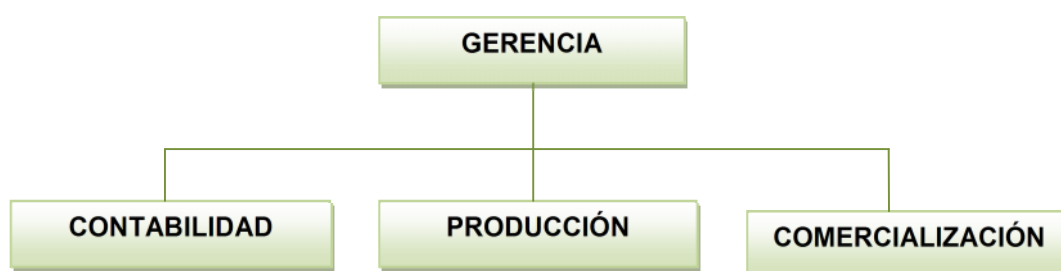 GERENCIA
CONTABILIDAD
PRODUCCIÓN
COMERCIALIZACIÓN